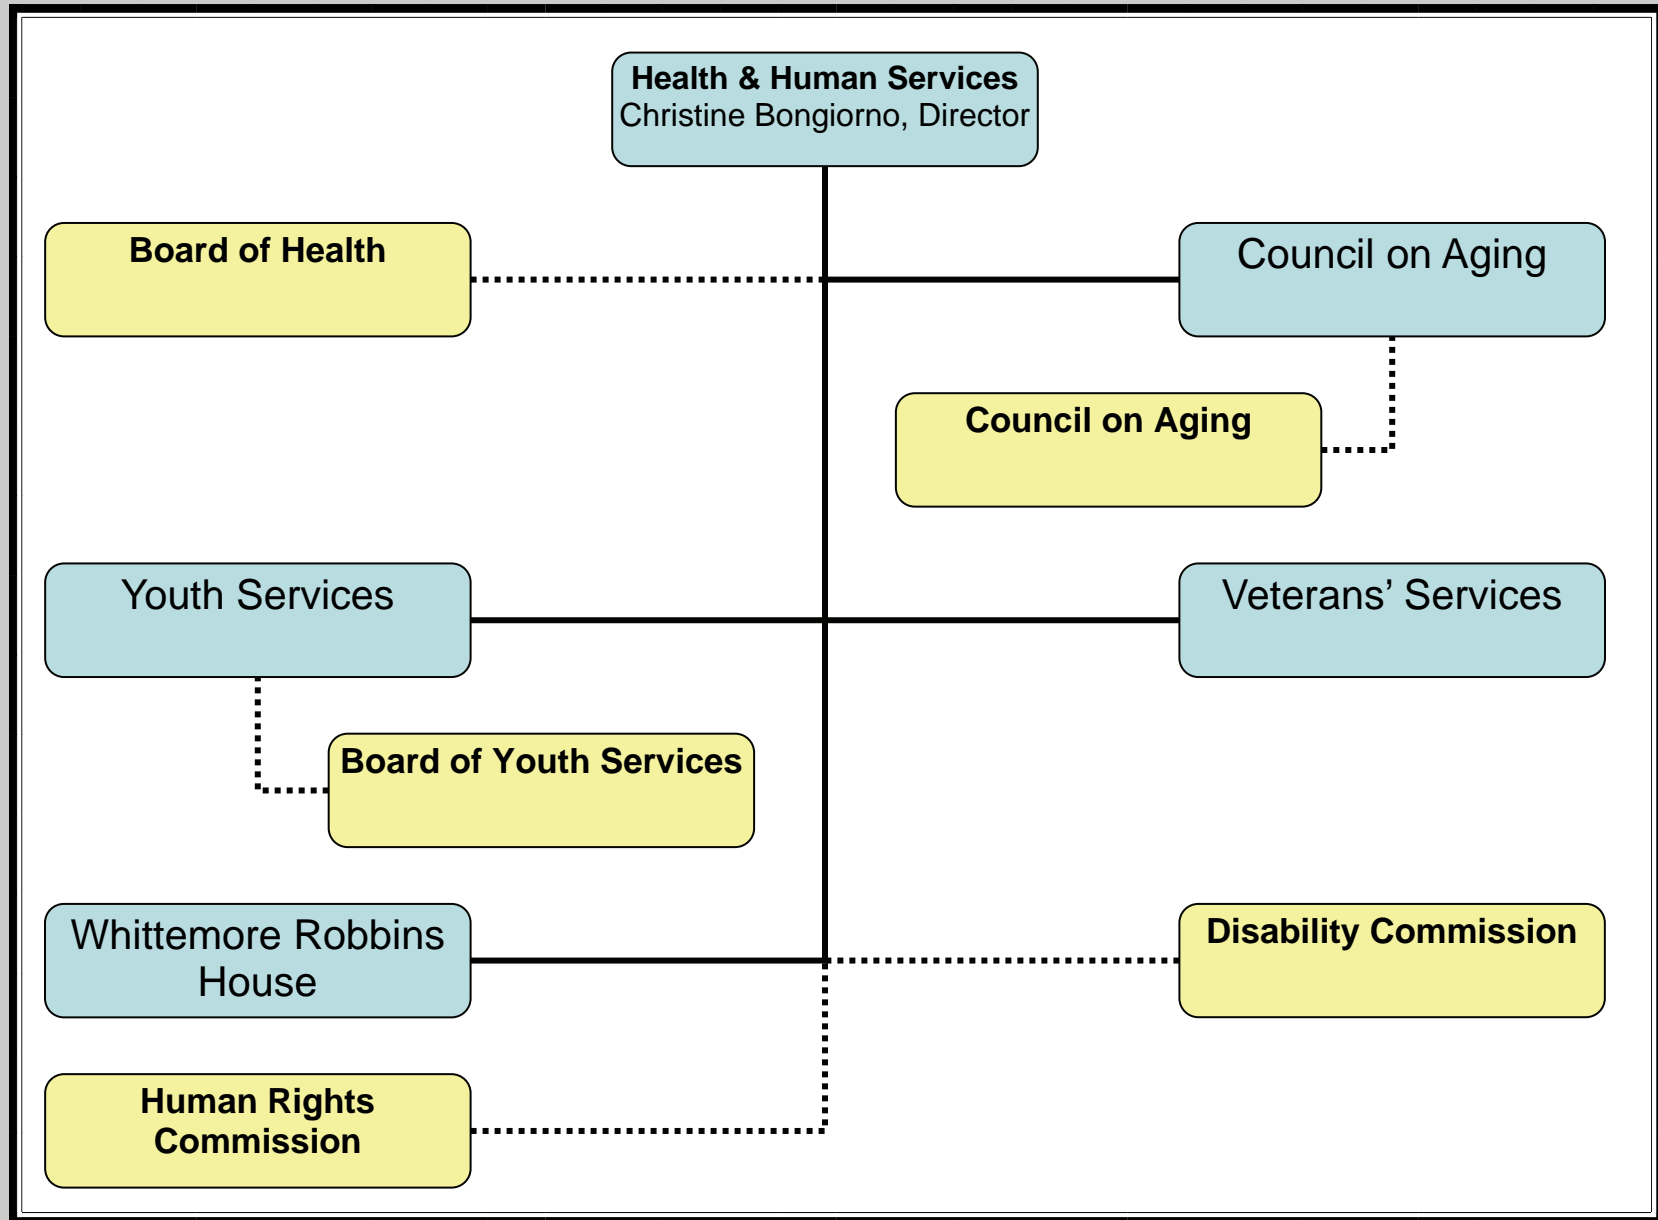 Health & Human Services
Christine Bongiorno, Director
Board of Health
Council on Aging
Council on Aging
Youth Services
Veterans’ Services
Board of Youth Services
Whittemore Robbins
House
Disability Commission
Human Rights
Commission